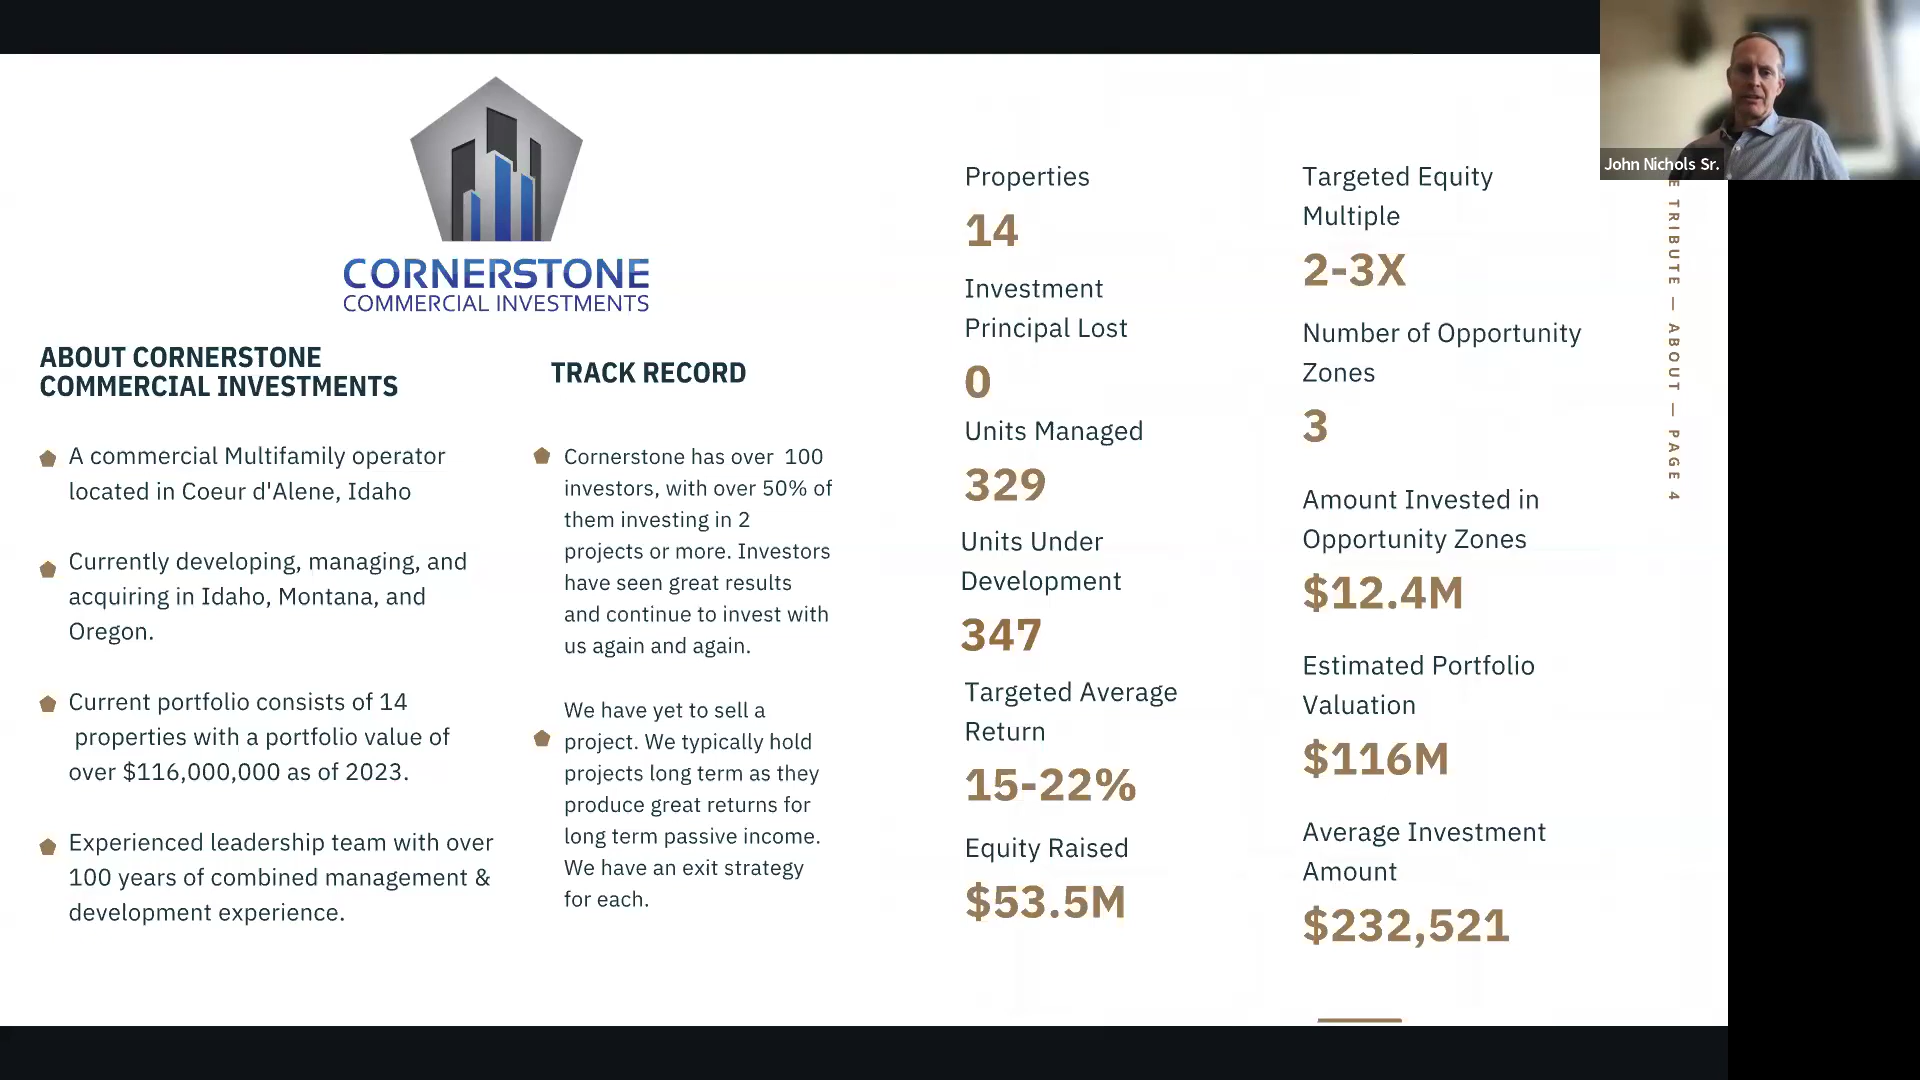 CORNERSTONE
COMMERCIAL INVESTMENTS
ABOUT CORNERSTONE
COMMERCIAL INVESTMENTS
A commercial Multifamily operator
located in Coeur d'Alene, Idaho
Currently developing, managing, and
acquiring in Idaho, Montana, and
Oregon.
Current portfolio consists of 14
properties with a portfolio value of
over $116,000,000 as of 2023.
Experienced leadership team with over
100 years of combined management &
development experience.
TRACK RECORD
Cornerstone has over 100
investors, with over 50% of
them investing in 2
projects or more. Investors
have seen great results
and continue to invest with
us again and again.
We have yet to sell a
project. We typically hold
projects long term as they
produce great returns for
long term passive income.
We have an exit strategy
for each.
Properties
14
Investment
Principal Lost
0
Units Managed
329
Units Under
Development
347
Targeted Average
Return
15-22%
Equity Raised
$53.5M
Targeted Equity
Multiple
2-3X
Number of Opportunity
Zones
3
Amount Invested in
Opportunity Zones
$12.4M
Estimated Portfolio
Valuation
$116M
Average Investment
Amount
$232,521
John Nichols Sr.
TRIBUTE — ABOUT — PAGE 4